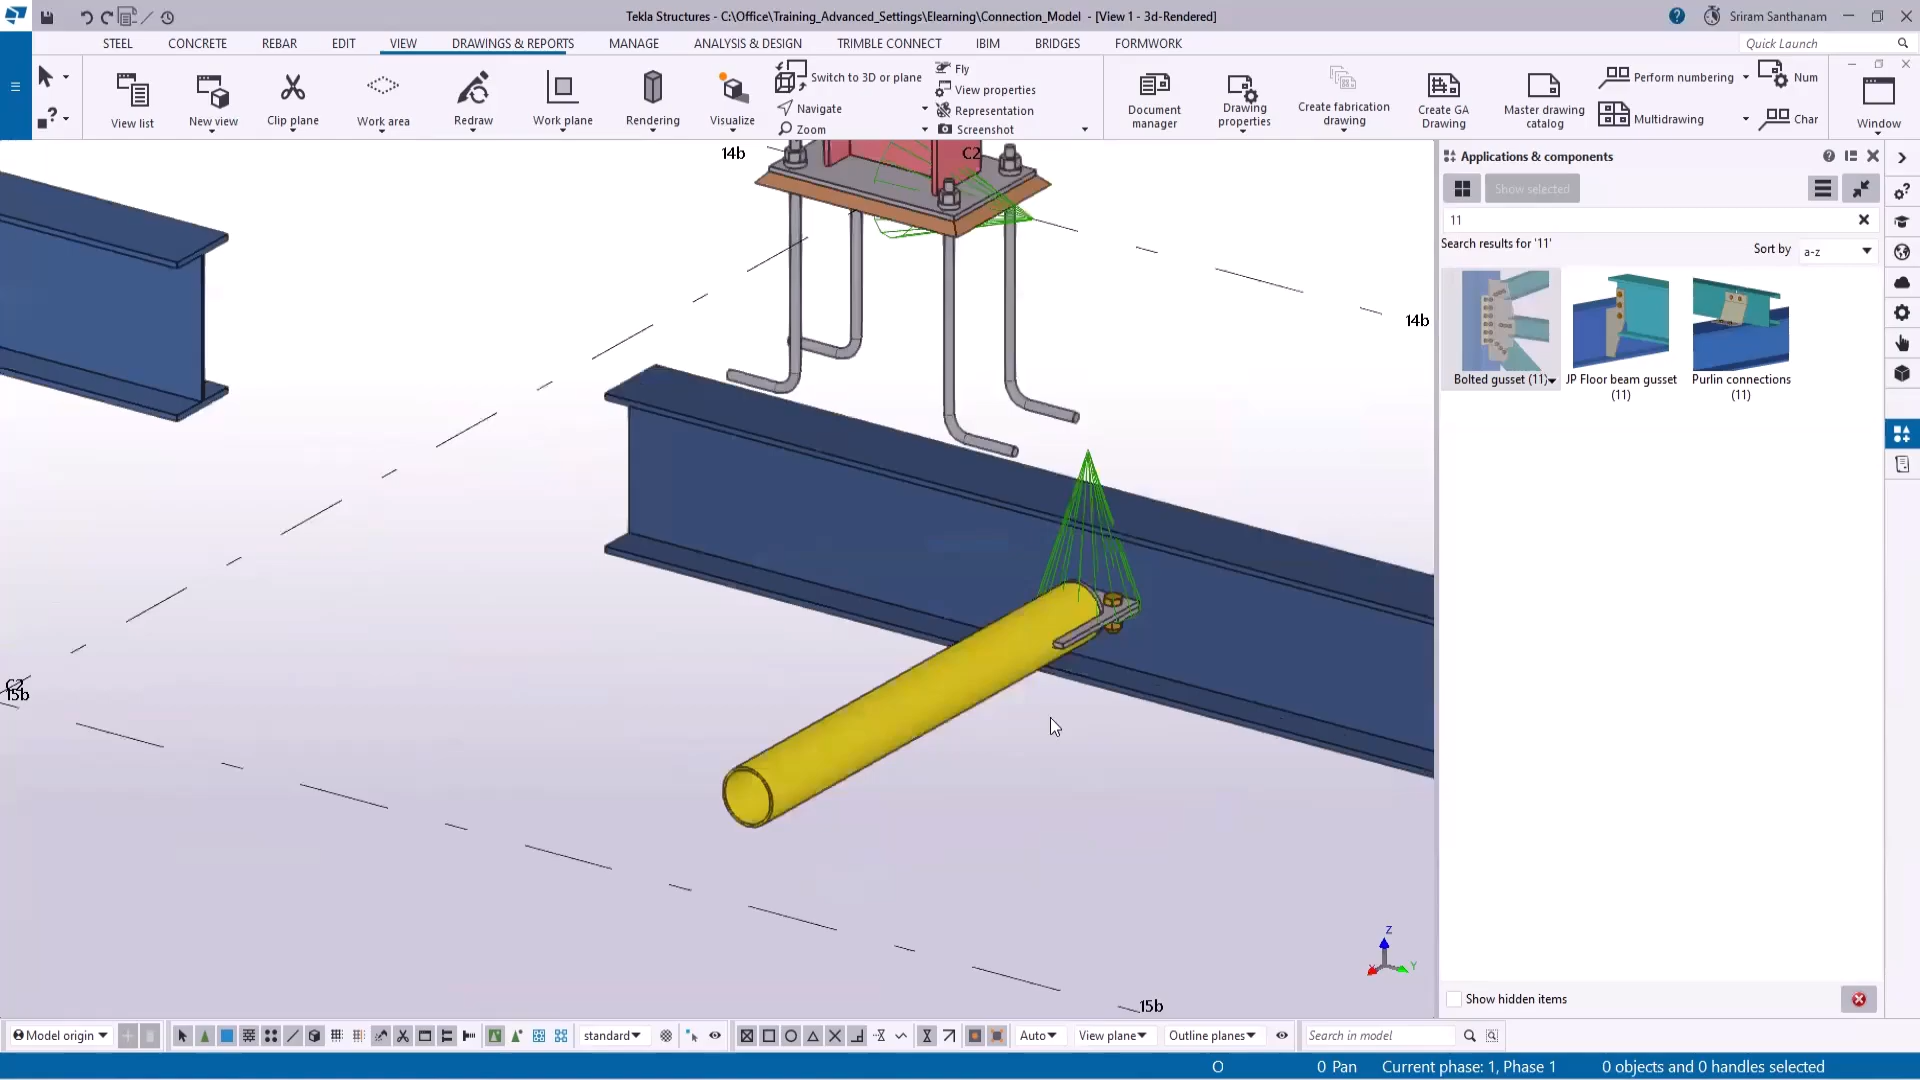 Tekla Structures - C:\Office\Training_Advanced_Settings\Elearning\Connection_Model - [View 1 - 3d-Rendered]
Sriram Santhanam
STEEL CONCRETE REBAR EDIT VIEW DRAWINGS & REPORTS MANAGE ANALYSIS & DESIGN TRIMBLE CONNECT IBIM BRIDGES FORMWORK
Quick Launch
View list
New view
Clip plane
Work area
Redraw
Work plane
Rendering
Visualize
Switch to 3D or plane
Navigate
Zoom
Fly
View properties
Representation
Screenshot
Document
manager
Drawing
properties
Create fabrication
drawing
Create GA
Drawing
Master drawing
catalog
Perform numbering
Multidrawing
Num
Char
Window
14b
C2
14b
C2
15b
15b
Z
X
Y
Applications & components
Show selected
11
Search results for '11'
Sort by a-z
Bolted gusset (11)
JP Floor beam gusset
(11)
Purlin connections
(11)
Show hidden items
Model origin
standard
Auto
View plane
Outline planes
Search in model
O
0 Pan
Current phase: 1, Phase 1
0 objects and 0 handles selected